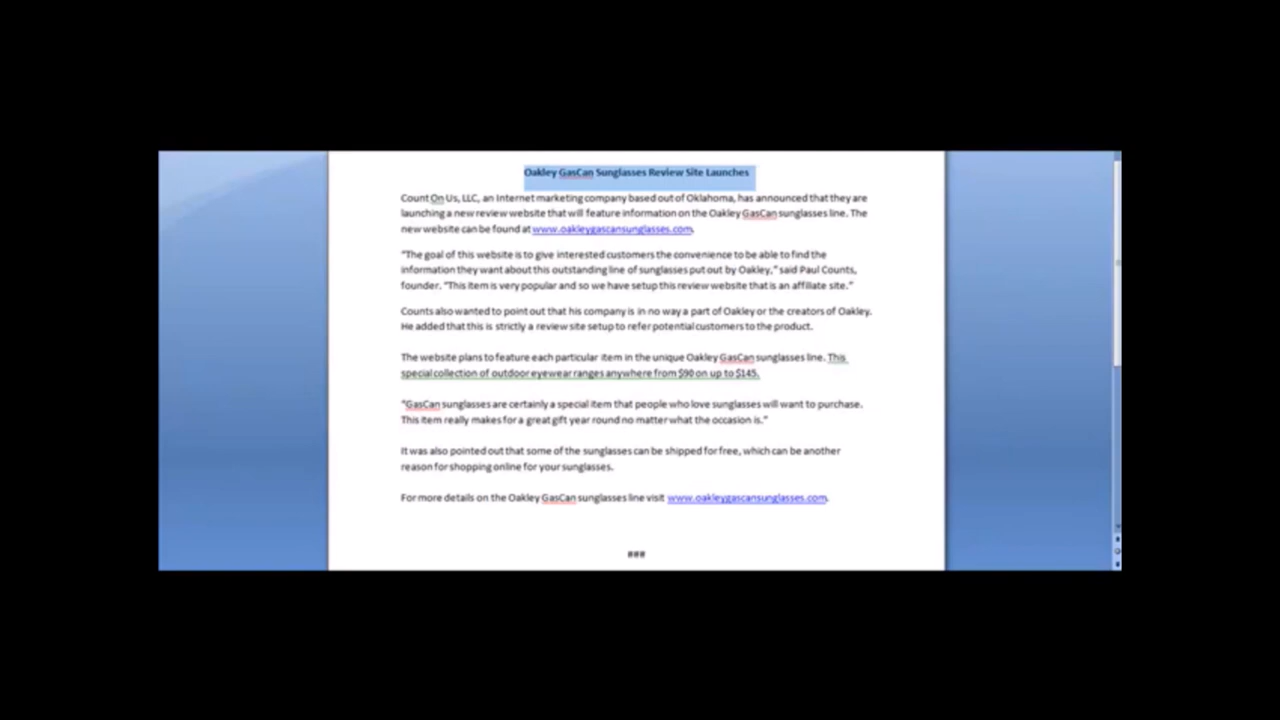 Oakley GasCan Sunglasses Review Site Launches
Count On Us, LLC, an Internet marketing company based out of Oklahoma, has announced that they are
launching a new review website that will feature information on the Oakley GasCan sunglasses line. The
new website can be found at www.oakleygascansunglasses.com.
"The goal of this website is to give interested customers the convenience to be able to find the
information they want about this outstanding line of sunglasses put out by Oakley," said Paul Counts,
founder. "This item is very popular and so we have setup this review website that is an affiliate site."
Counts also wanted to point out that his company is in no way a part of Oakley or the creators of Oakley.
He added that this is strictly a review site setup to refer potential customers to the product.
The website plans to feature each particular item in the unique Oakley GasCan sunglasses line. This
special collection of outdoor eyewear ranges anywhere from $90 on up to $145.
"GasCan sunglasses are certainly a special item that people who love sunglasses will want to purchase.
This item really makes for a great gift year round no matter what the occasion is."
It was also pointed out that some of the sunglasses can be shipped for free, which can be another
reason for shopping online for your sunglasses.
For more details on the Oakley GasCan sunglasses line visit www.oakleygascansunglasses.com.
###